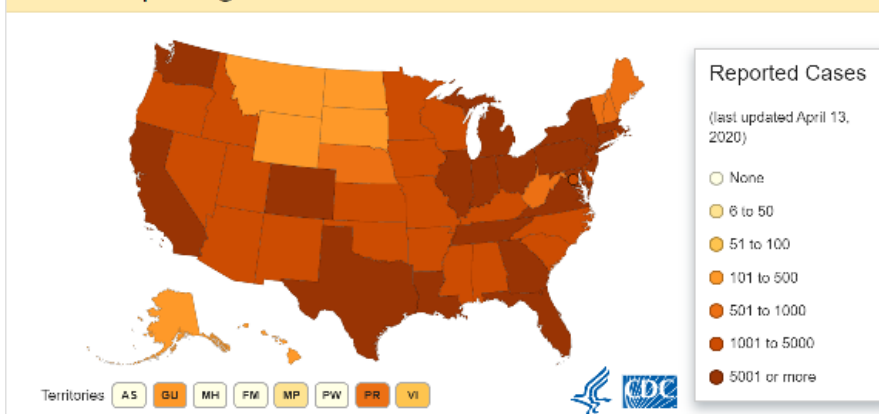 Reported Cases
(last updated April 13,
2020)
None
6 to 50
51 to 100
101 to 500
501 to 1000
1001 to 5000
5001 or more
Territories AS GU MH FM MP PW PR VI
CDC